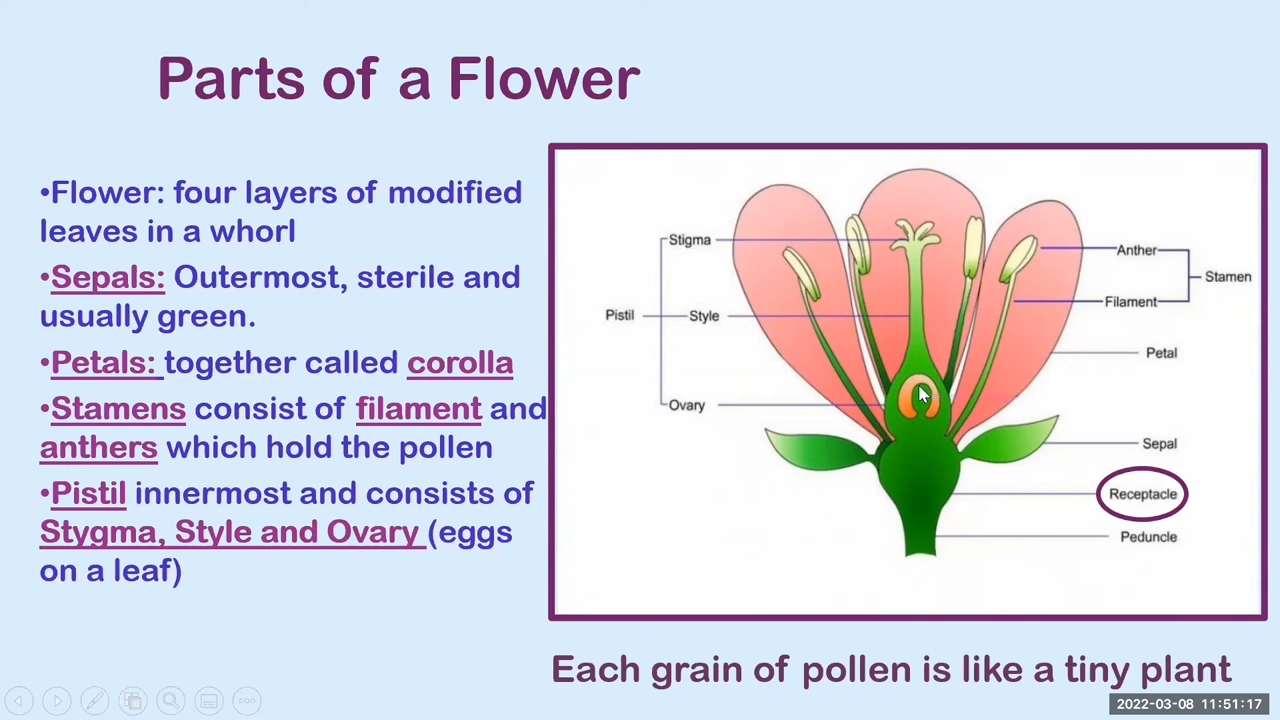 Parts of a Flower
•Flower: four layers of modified
leaves in a whorl
•Sepals: Outermost, sterile and
usually green.
•Petals: together called corolla
•Stamens consist of filament and
anthers which hold the pollen
•Pistil innermost and consists of
Stygma, Style and Ovary (eggs
on a leaf)
Stigma
Pistil
Style
Ovary
Anther
Stamen
Filament
Petal
Sepal
Receptacle
Peduncle
Each grain of pollen is like a tiny plant
2022-03-08 11:51:17